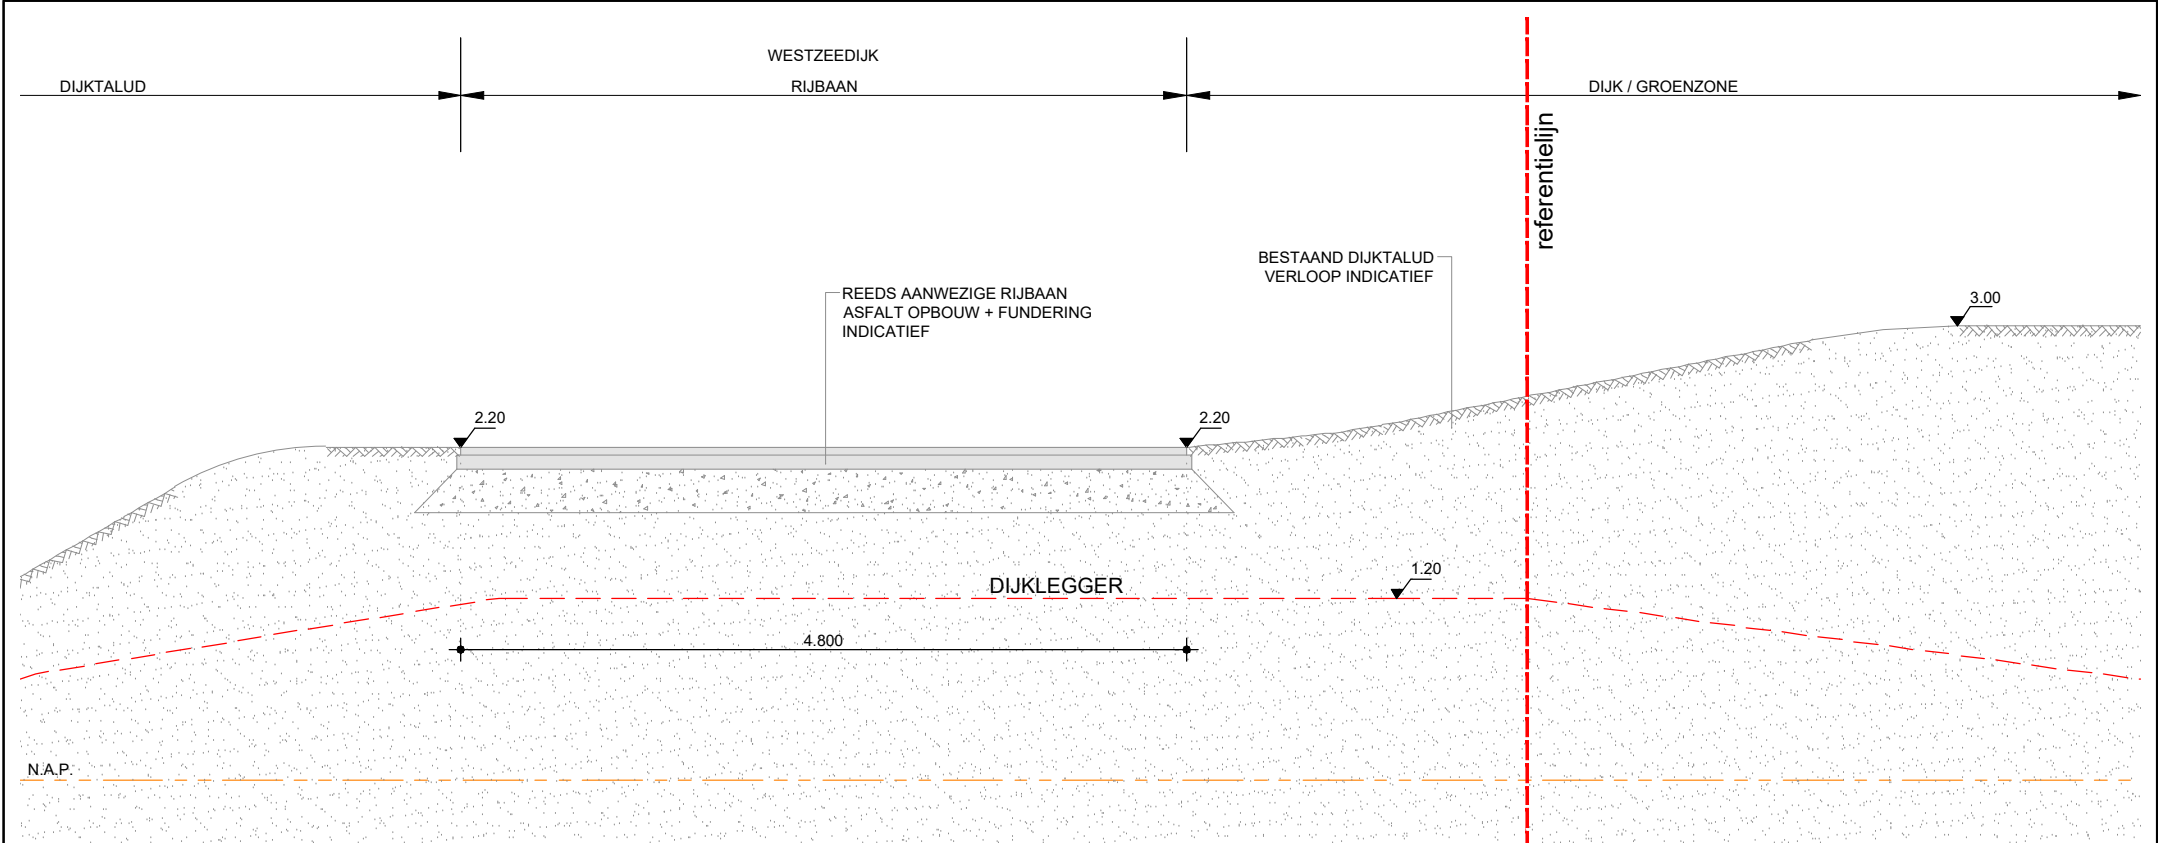 WESTZEEDIJK
DIJKTALUD
RIJBAAN
DIJK / GROENZONE
referentielijn
BESTAAND DIJKTALUD
VERLOOP INDICATIEF
REEDS AANWEZIGE RIJBAAN
ASFALT OPBOUW + FUNDERING
INDICATIEF
3.00
2.20
2.20
1.20
DIJKLEGGER
4.800
N.A.P.